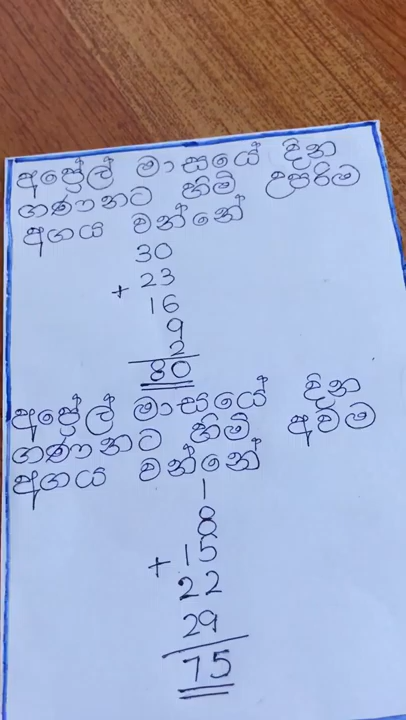 අප්‍රේල් මාසයේ දින
ගණනට හිමි උපරිම
අගය වන්නේ
30
+ 23
16
9
2
80
අප්‍රේල් මාසයේ දින
ගණනට හිමි අවම
අගය වන්නේ
1
8
+ 15
22
29
75